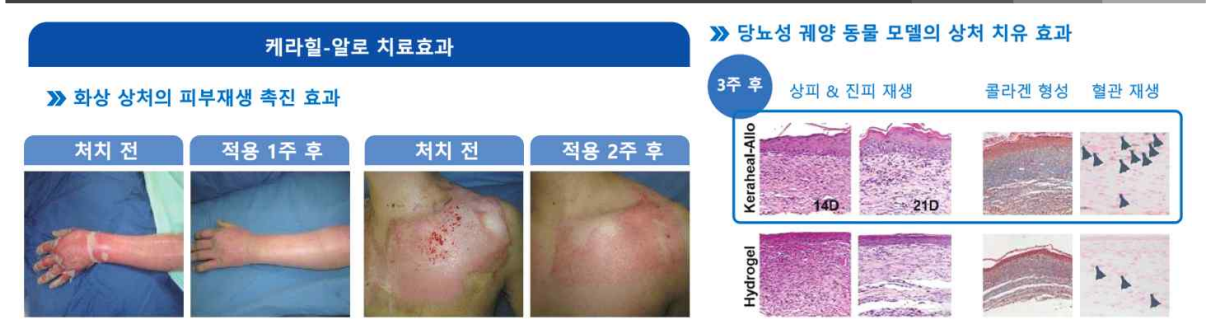 케라힐-알로 치료효과
화상 상처의 피부재생 촉진 효과
처치 전
적용 1주 후
처치 전
적용 2주 후
당뇨성 궤양 동물 모델의 상처 치유 효과
3주 후
상피 & 진피 재생
콜라겐 형성
혈관 재생
Keraheal-Allo
14D
21D
Hydrogel